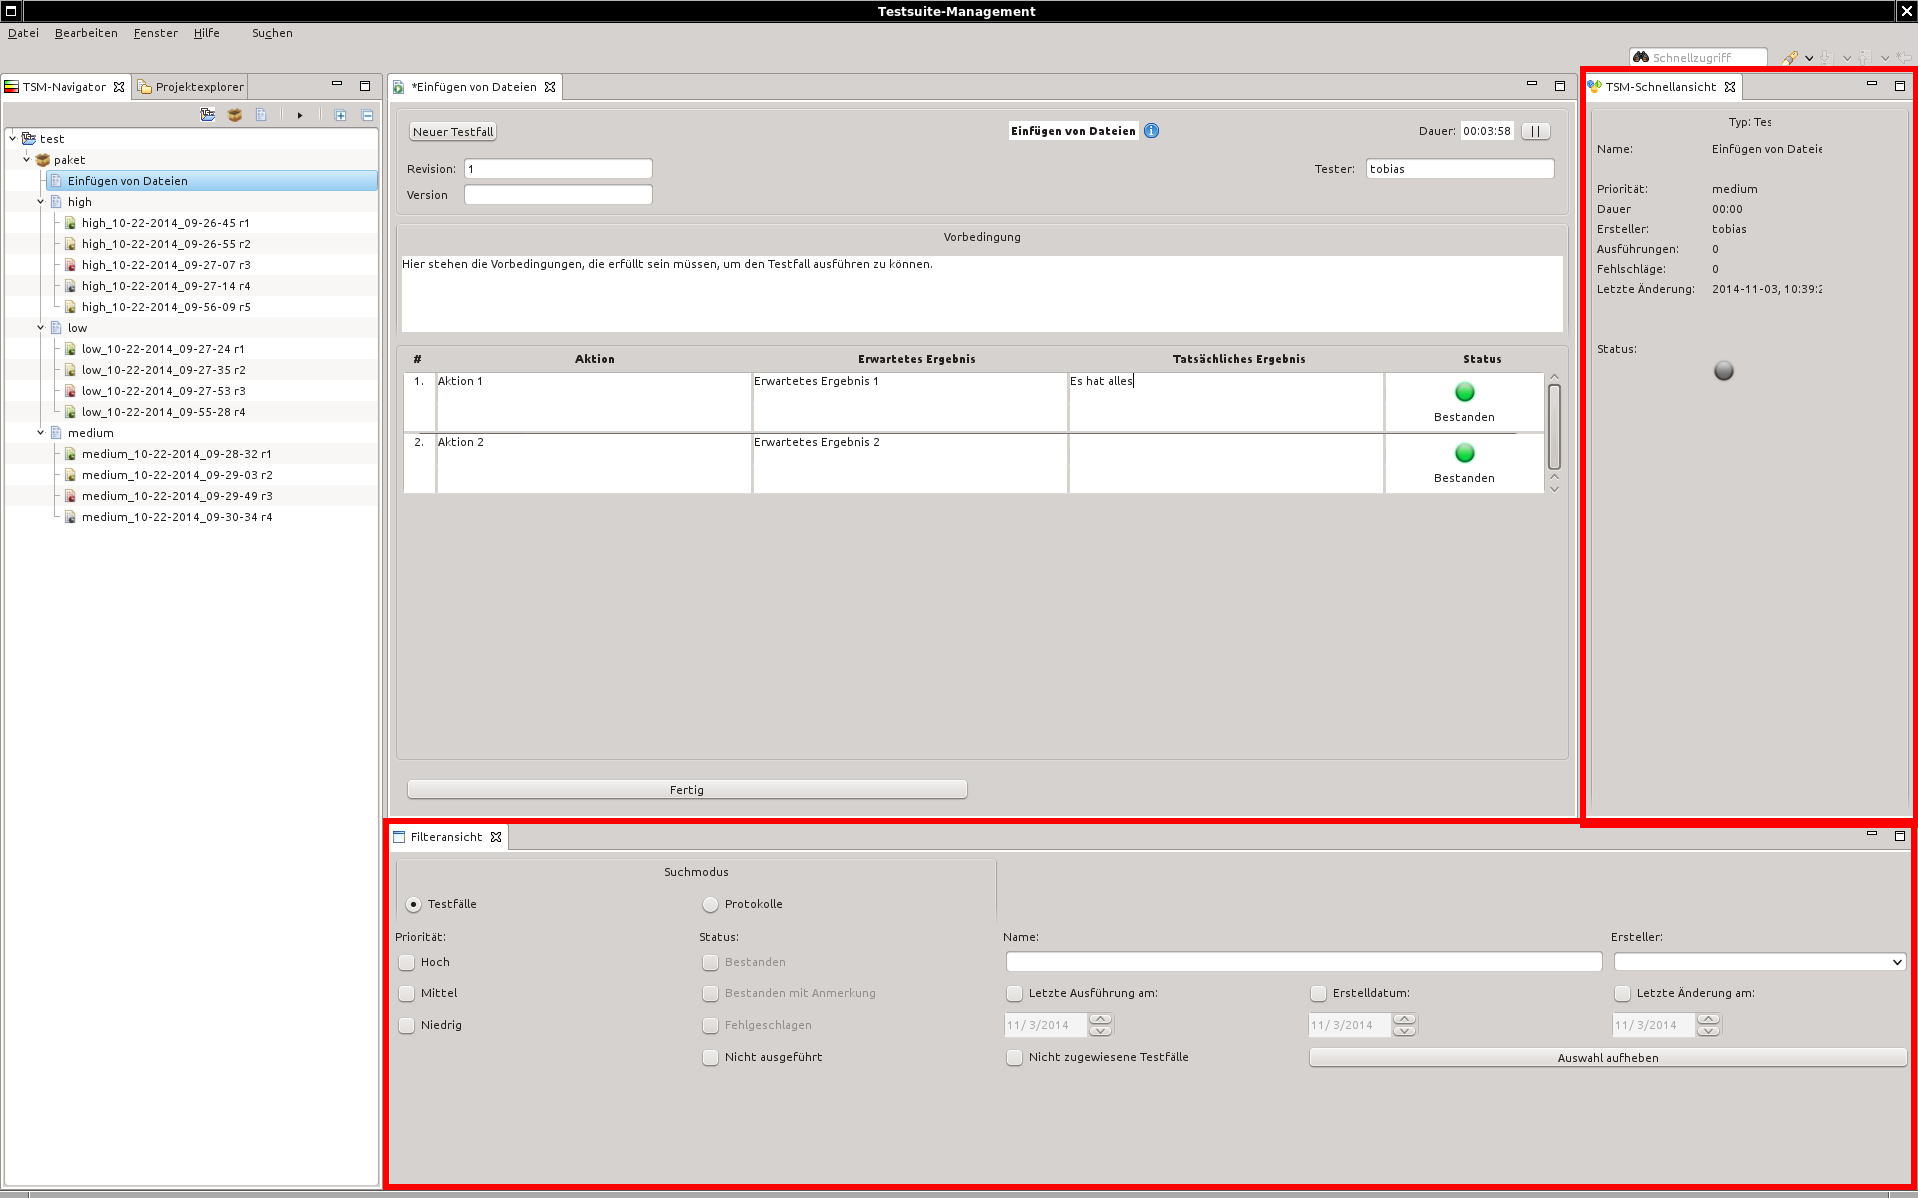 Testsuite-Management
Datei Bearbeiten Fenster Hilfe Suchen
Schnellzugriff
TSM-Navigator Projektexplorer
test
paket
Einfügen von Dateien
high
high_10-22-2014_09-26-45 r1
high_10-22-2014_09-26-55 r2
high_10-22-2014_09-27-07 r3
high_10-22-2014_09-27-14 r4
high_10-22-2014_09-56-09 r5
low
low_10-22-2014_09-27-24 r1
low_10-22-2014_09-27-35 r2
low_10-22-2014_09-27-53 r3
low_10-22-2014_09-55-28 r4
medium
medium_10-22-2014_09-28-32 r1
medium_10-22-2014_09-29-03 r2
medium_10-22-2014_09-29-49 r3
medium_10-22-2014_09-30-34 r4
*Einfügen von Dateien
Neuer Testfall Einfügen von Dateien Dauer: 00:03:58
Revision: 1 Tester: tobias
Version
Vorbedingung
Hier stehen die Vorbedingungen, die erfüllt sein müssen, um den Testfall ausführen zu können.
# Aktion Erwartetes Ergebnis Tatsächliches Ergebnis Status
1. Aktion 1 Erwartetes Ergebnis 1 Es hat alles
Bestanden
2. Aktion 2 Erwartetes Ergebnis 2
Bestanden
Fertig
TSM-Schnellansicht
Typ: Tes
Name: Einfügen von Dateie
Priorität: medium
Dauer 00:00
Ersteller: tobias
Ausführungen: 0
Fehlschläge: 0
Letzte Änderung: 2014-11-03, 10:39:2
Status:
Filteransicht
Suchmodus
Testfälle Protokolle
Priorität: Status: Name: Ersteller:
Hoch Bestanden
Mittel Bestanden mit Anmerkung Letzte Ausführung am: Erstelldatum: Letzte Änderung am:
Niedrig Fehlgeschlagen 11/ 3/2014 11/ 3/2014 11/ 3/2014
Nicht ausgeführt Nicht zugewiesene Testfälle Auswahl aufheben